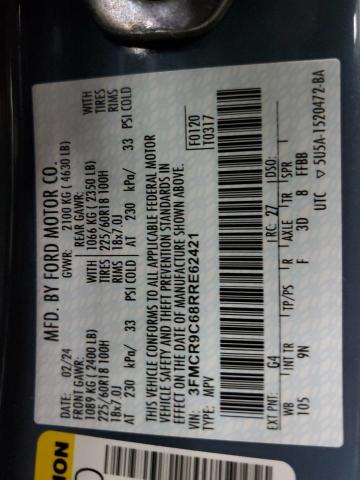 MFD. BY FORD MOTOR CO.
DATE: 02/24 GVWR: 2100 KG ( 4630 LB)
FRONT GAWR: REAR GAWR: WITH
1089 KG ( 2400 LB) 1066 KG ( 2350 LB) TIRES
225/60R18 100H TIRES 225/60R18 100H RIMS
18x7.0J RIMS 18x7.0J
AT 230 kPa/ 33 PSI COLD AT 230 kPa/ 33 PSI COLD
THIS VEHICLE CONFORMS TO ALL APPLICABLE FEDERAL MOTOR
VEHICLE SAFETY AND THEFT PREVENTION STANDARDS IN
EFFECT ON THE DATE OF MANUFACTURE SHOWN ABOVE.
VIN: 3FMCR9C68RRE62421 F0120
TYPE: MPV T0317
EXT PNT: G4 RC: 27 DSO:
WB INT TR TP/PS R AXLE TR SPR
105 9N F 3D 8 FFBB
UTC ▽ 5U5A-1520472-BA
ION